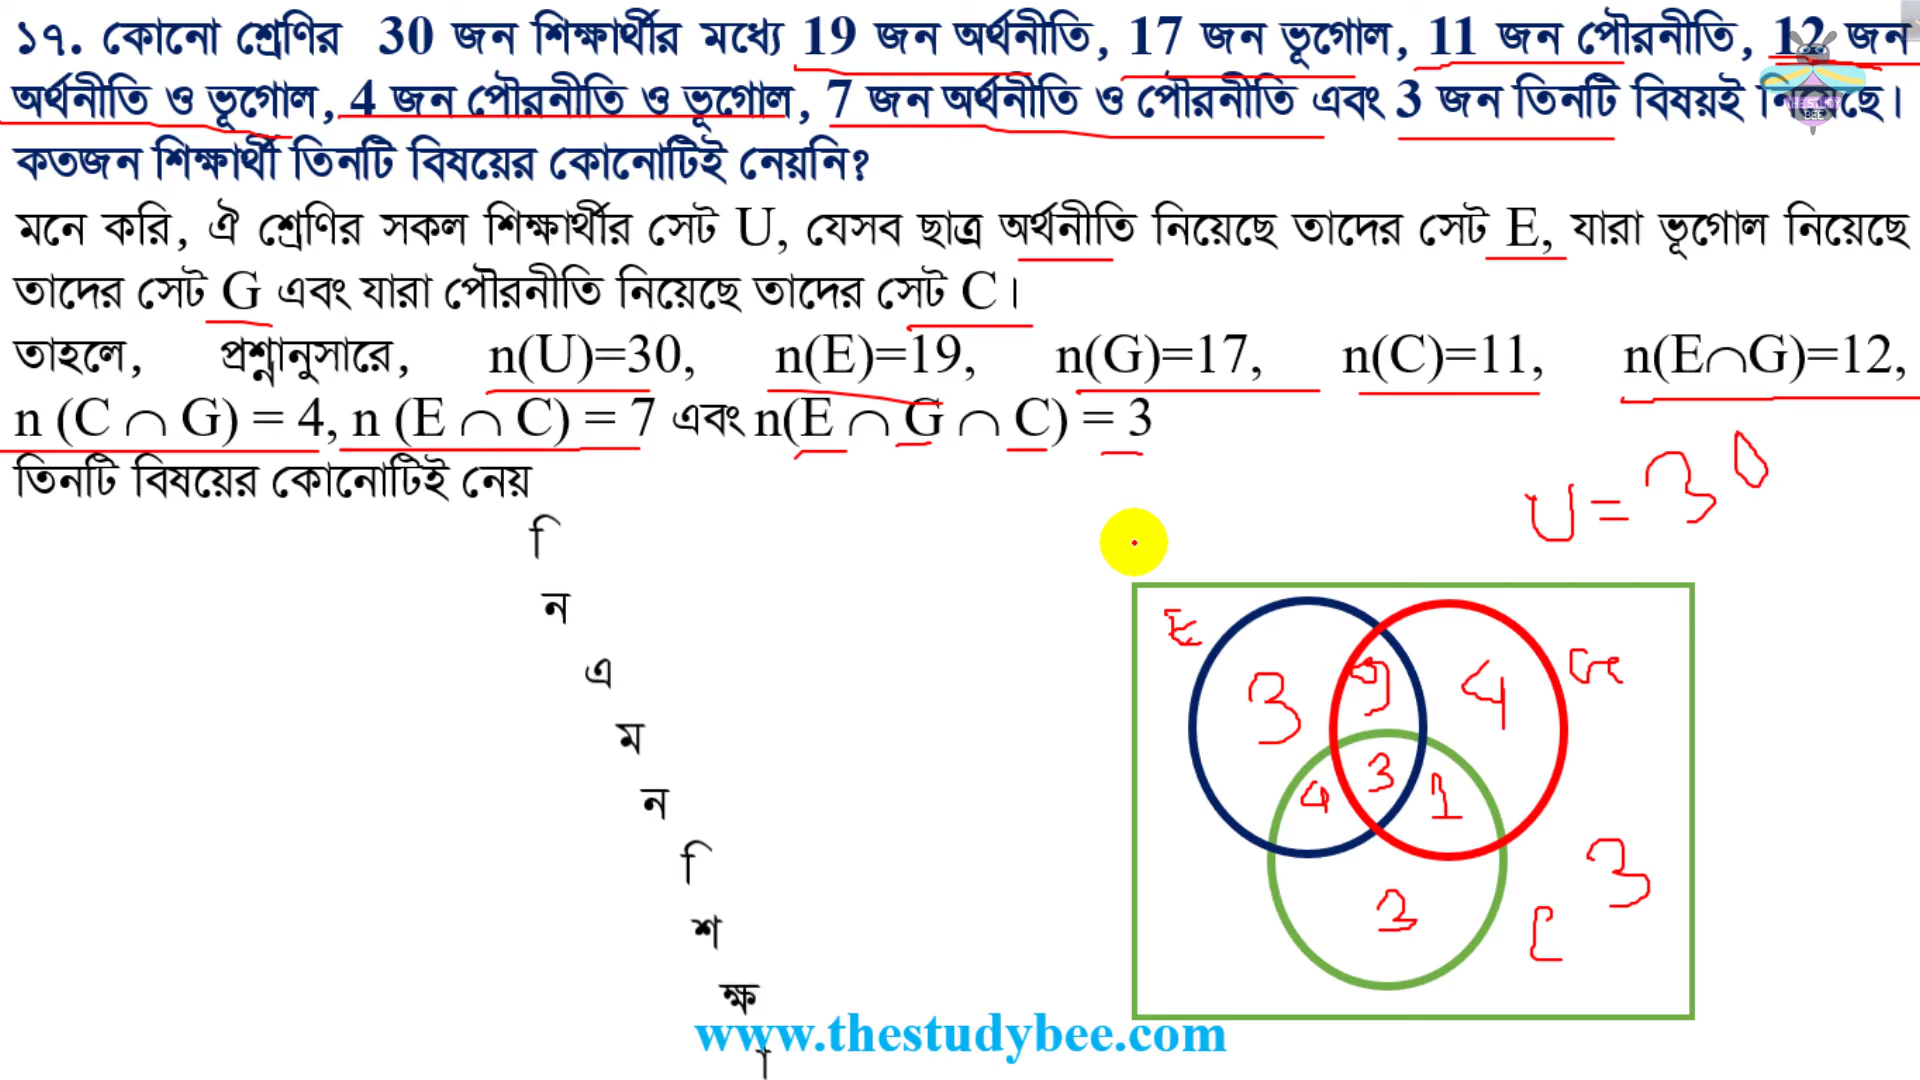 ১৭. কোনো শ্রেণির 30 জন শিক্ষার্থীর মধ্যে 19 জন অর্থনীতি, 17 জন ভূগোল, 11 জন পৌরনীতি, 12 জন
অর্থনীতি ও ভূগোল, 4 জন পৌরনীতি ও ভূগোল, 7 জন অর্থনীতি ও পৌরনীতি এবং 3 জন তিনটি বিষয়ই
THE STUDY
BEE
কতজন শিক্ষার্থী তিনটি বিষয়ের কোনোটিই নেয়নি?
মনে করি, ঐ শ্রেণির সকল শিক্ষার্থীর সেট U, যেসব ছাত্র অর্থনীতি নিয়েছে তাদের সেট E, যারা ভূগোল নিয়েছে
তাদের সেট G এবং যারা পৌরনীতি নিয়েছে তাদের সেট C।
তাহলে, প্রশ্নানুসারে, n(U)=30, n(E)=19, n(G)=17, n(C)=11, n(E∩G)=12,
n (C ∩ G) = 4, n (E ∩ C) = 7 এবং n(E ∩ G ∩ C) = 3
তিনটি বিষয়ের কোনোটিই নেয়
ি
ন
এ
ম
ন
ি
শ
ক্ষ
া
U = 30
E
G
3 9 4
4 3 1
3
3
C
www.thestudybee.com